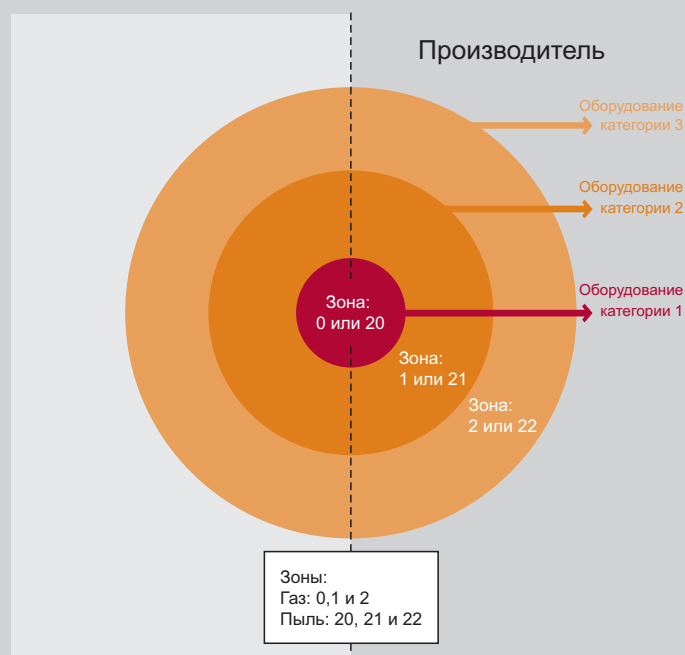 Производитель
Оборудование
категории 3
Оборудование
категории 2
Оборудование
категории 1
Зона:
0 или 20
Зона:
1 или 21
Зона:
2 или 22
Зоны:
Газ: 0,1 и 2
Пыль: 20, 21 и 22